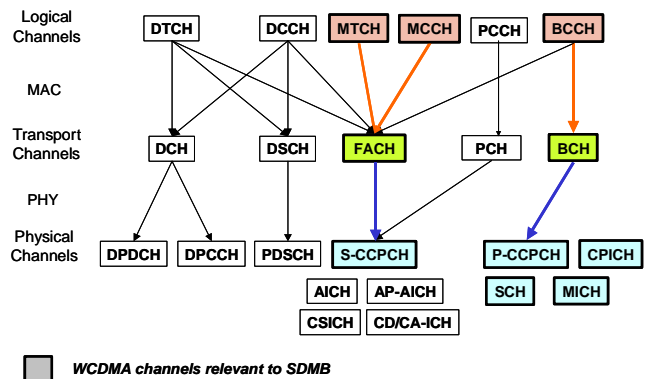 Logical
Channels
DTCH DCCH MTCH MCCH PCCH BCCH
MAC
Transport
Channels
DCH DSCH FACH PCH BCH
PHY
Physical
Channels
DPDCH DPCCH PDSCH S-CCPCH P-CCPCH CPICH
AICH AP-AICH SCH MICH
CSICH CD/CA-ICH
WCDMA channels relevant to SDMB